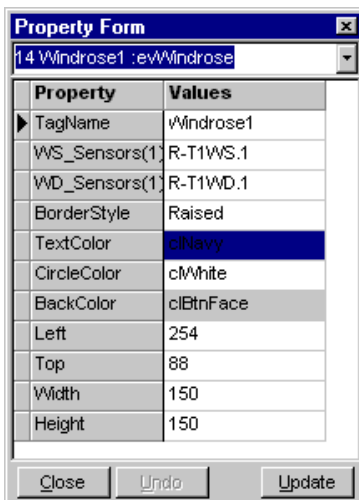 Property Form
14 Windrose1 :evWindrose
Property Values
TagName Windrose1
WS_Sensors(1) R-T1WS.1
WD_Sensors(1) R-T1WD.1
BorderStyle Raised
TextColor clNavy
CircleColor clWhite
BackColor clBtnFace
Left 254
Top 88
Width 150
Height 150
Close Undo Update